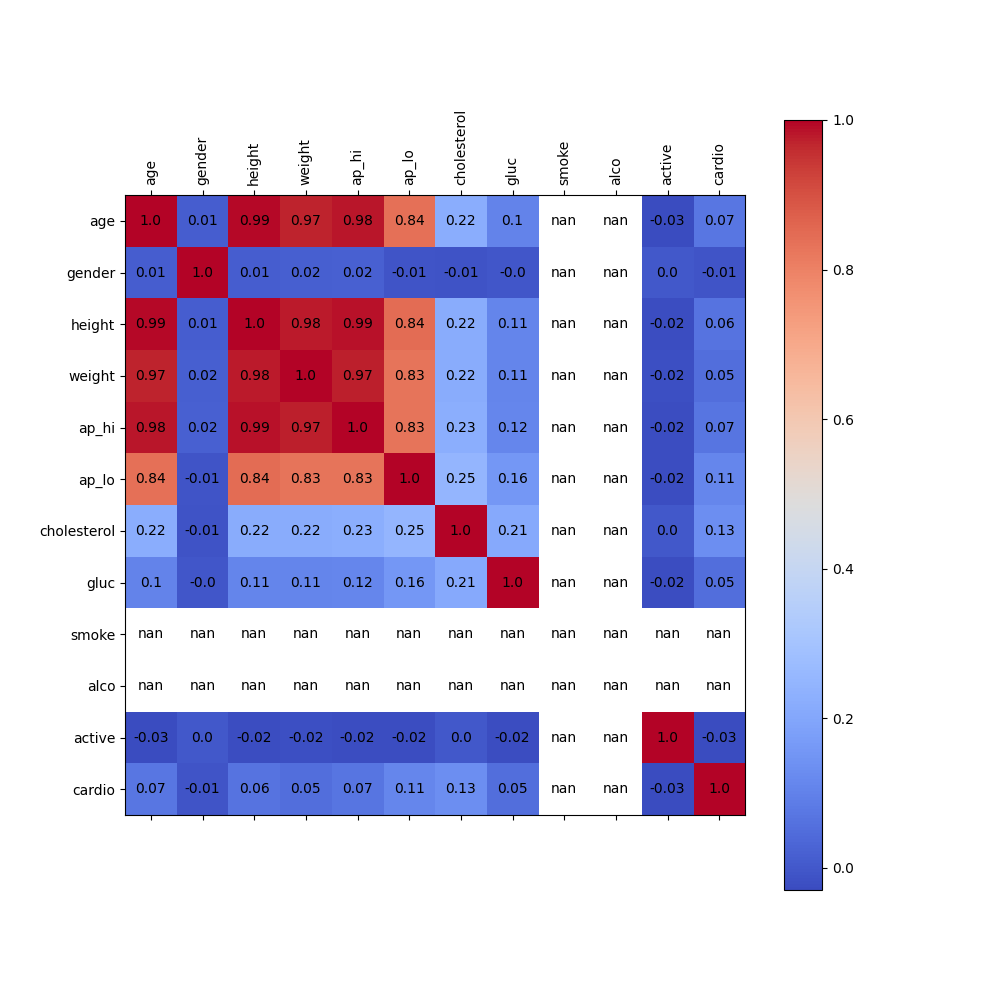 age gender height weight ap_hi ap_lo cholesterol gluc smoke alco active cardio
1.0
age 1.0 0.01 0.99 0.97 0.98 0.84 0.22 0.1 nan nan -0.03 0.07
gender 0.01 1.0 0.01 0.02 0.02 -0.01 -0.01 -0.0 nan nan 0.0 -0.01
0.8
height 0.99 0.01 1.0 0.98 0.99 0.84 0.22 0.11 nan nan -0.02 0.06
weight 0.97 0.02 0.98 1.0 0.97 0.83 0.22 0.11 nan nan -0.02 0.05
0.6
ap_hi 0.98 0.02 0.99 0.97 1.0 0.83 0.23 0.12 nan nan -0.02 0.07
ap_lo 0.84 -0.01 0.84 0.83 0.83 1.0 0.25 0.16 nan nan -0.02 0.11
cholesterol 0.22 -0.01 0.22 0.22 0.23 0.25 1.0 0.21 nan nan 0.0 0.13
0.4
gluc 0.1 -0.0 0.11 0.11 0.12 0.16 0.21 1.0 nan nan -0.02 0.05
smoke nan nan nan nan nan nan nan nan nan nan nan nan
alco nan nan nan nan nan nan nan nan nan nan nan nan
0.2
active -0.03 0.0 -0.02 -0.02 -0.02 -0.02 0.0 -0.02 nan nan 1.0 -0.03
cardio 0.07 -0.01 0.06 0.05 0.07 0.11 0.13 0.05 nan nan -0.03 1.0
0.0